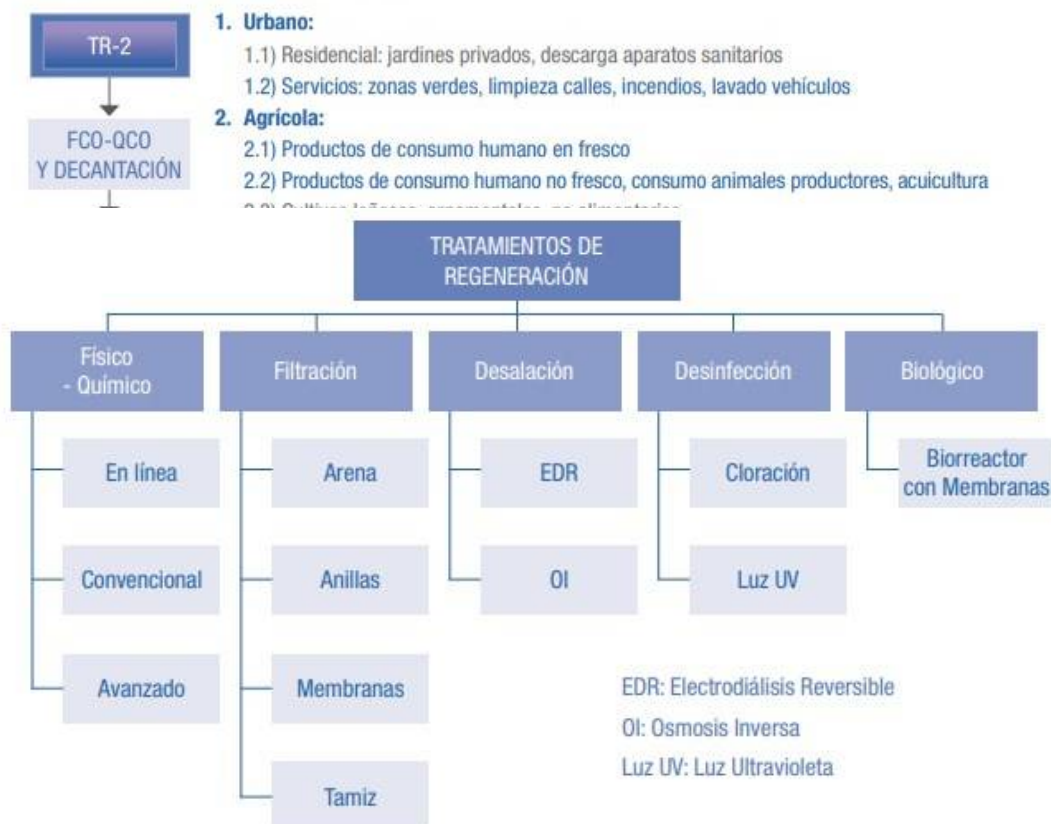 TR-2
FCO-QCO
Y DECANTACIÓN
1. Urbano:
1.1) Residencial: jardines privados, descarga aparatos sanitarios
1.2) Servicios: zonas verdes, limpieza calles, incendios, lavado vehículos
2. Agrícola:
2.1) Productos de consumo humano en fresco
2.2) Productos de consumo humano no fresco, consumo animales productores, acuicultura
TRATAMIENTOS DE
REGENERACIÓN
Físico
- Químico
Filtración
Desalación
Desinfección
Biológico
En línea
Arena
EDR
Cloración
Biorreactor
con Membranas
Convencional
Anillas
OI
Luz UV
Avanzado
Membranas
Tamiz
EDR: Electrodiálisis Reversible
OI: Osmosis Inversa
Luz UV: Luz Ultravioleta